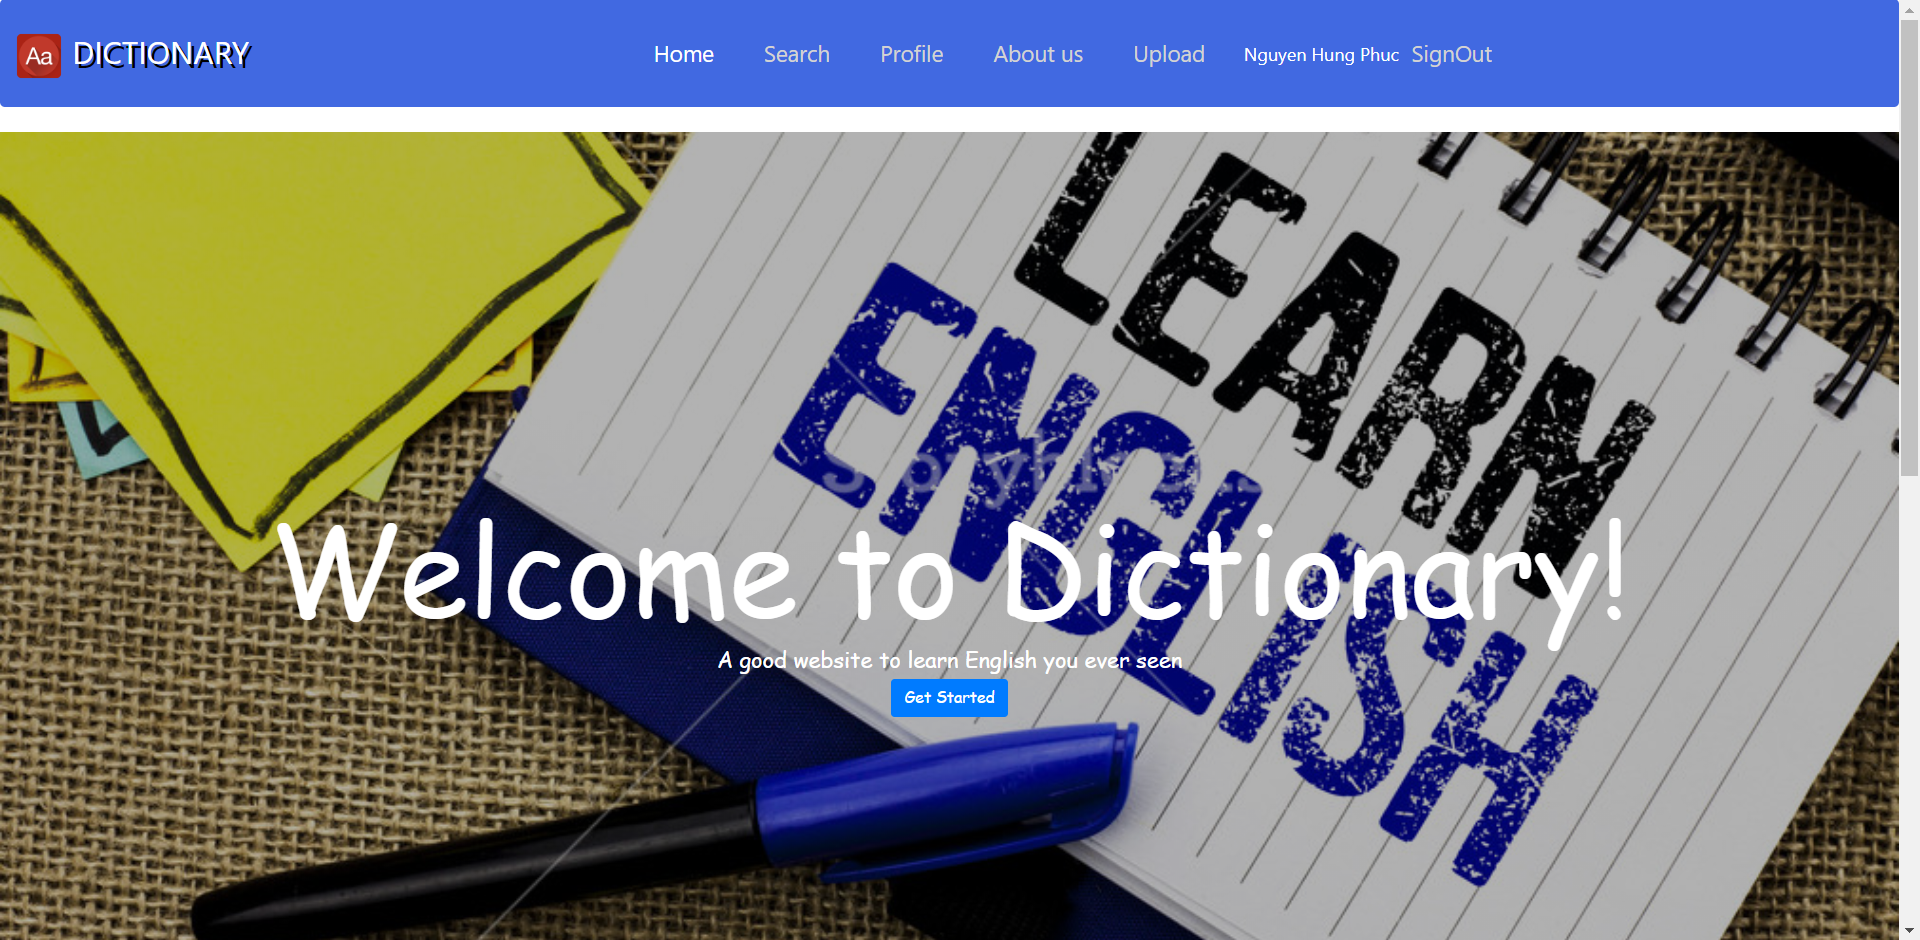 Aa DICTIONARY Home Search Profile About us Upload Nguyen Hung Phuc SignOut
LEARN
ENGLISH
Welcome to Dictionary!
A good website to learn English you ever seen
Get Started